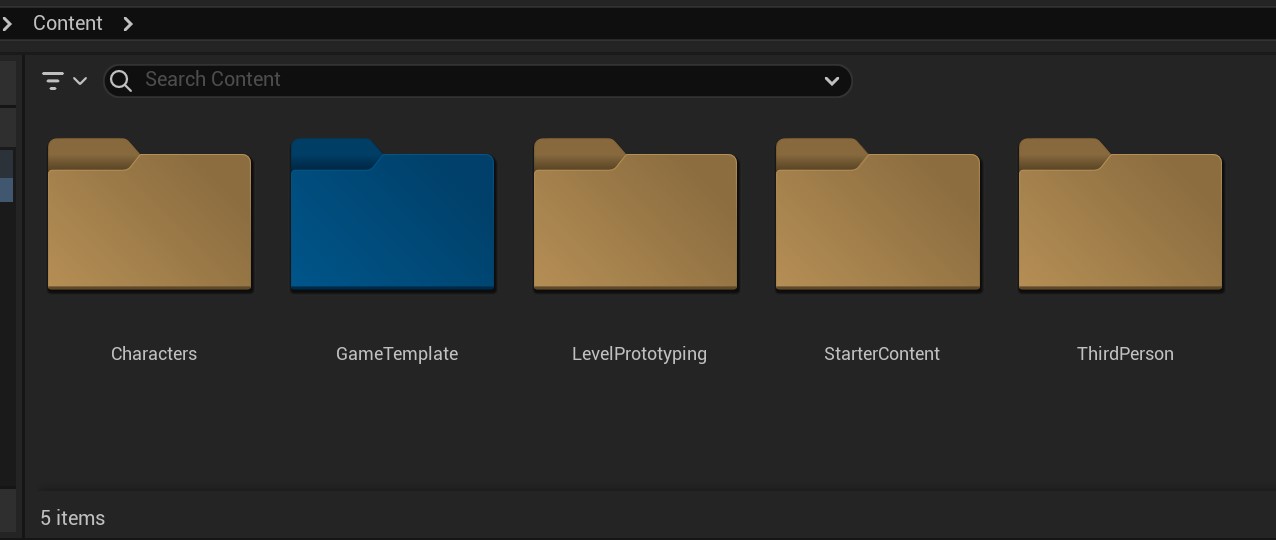 Content
Search Content
Characters
GameTemplate
LevelPrototyping
StarterContent
ThirdPerson
5 items